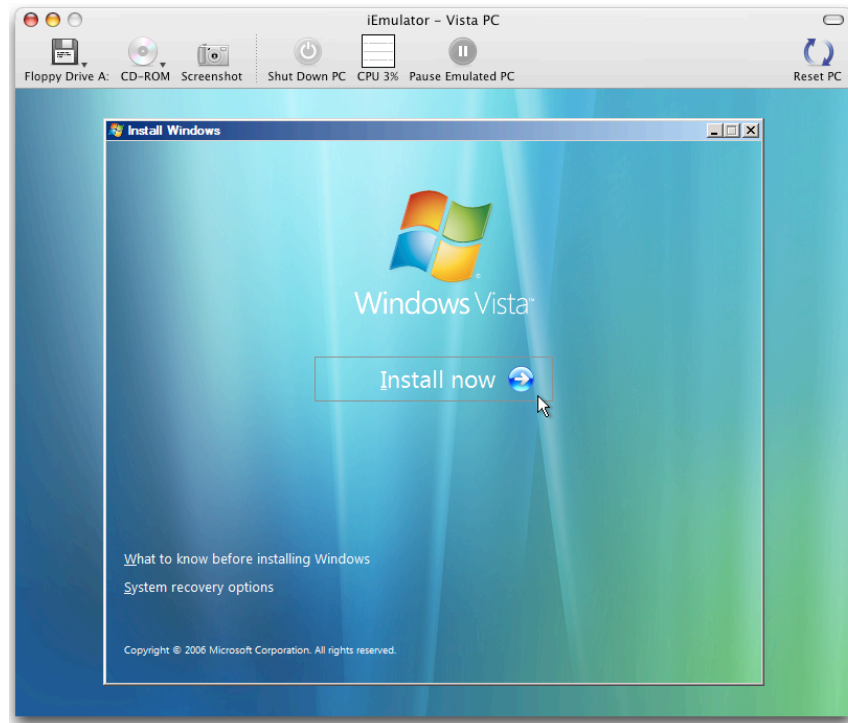 iEmulator – Vista PC
Floppy Drive A: CD-ROM Screenshot Shut Down PC CPU 3% Pause Emulated PC Reset PC
Install Windows
Windows Vista™
Install now
What to know before installing Windows
System recovery options
Copyright © 2006 Microsoft Corporation. All rights reserved.